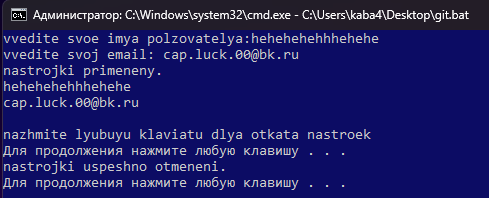 Администратор: C:\Windows\system32\cmd.exe - C:\Users\kaba4\Desktop\git.bat
vvedite svoe imya polzovatelya:hehehehehhhehehe
vvedite svoj email: cap.luck.00@bk.ru
nastrojki primeneny.
hehehehehhhehehe
cap.luck.00@bk.ru
nazhmite lyubuyu klaviatu dlya otkata nastroek
Для продолжения нажмите любую клавишу . . .
nastrojki uspeshno otmeneni.
Для продолжения нажмите любую клавишу . . .